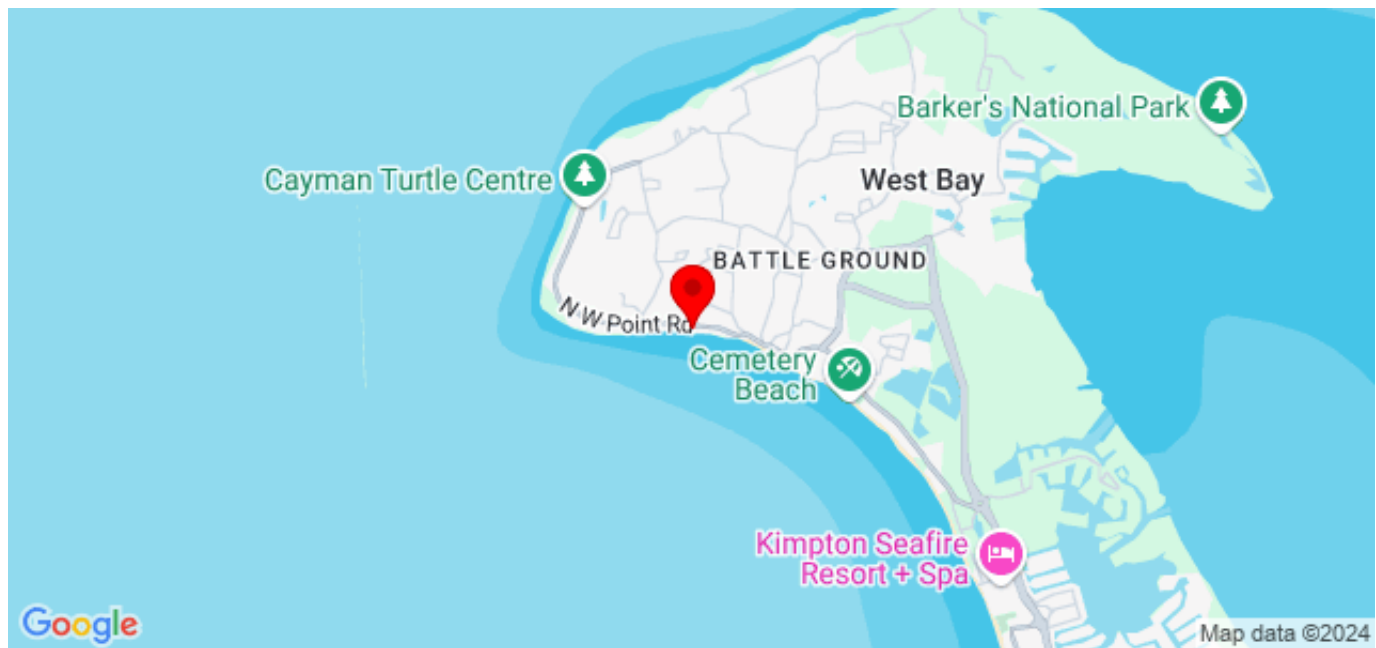 Barker's National Park
Cayman Turtle Centre
West Bay
BATTLE GROUND
N W Point Rd
Cemetery
Beach
Kimpton Seafire
Resort + Spa
Google
Map data ©2024